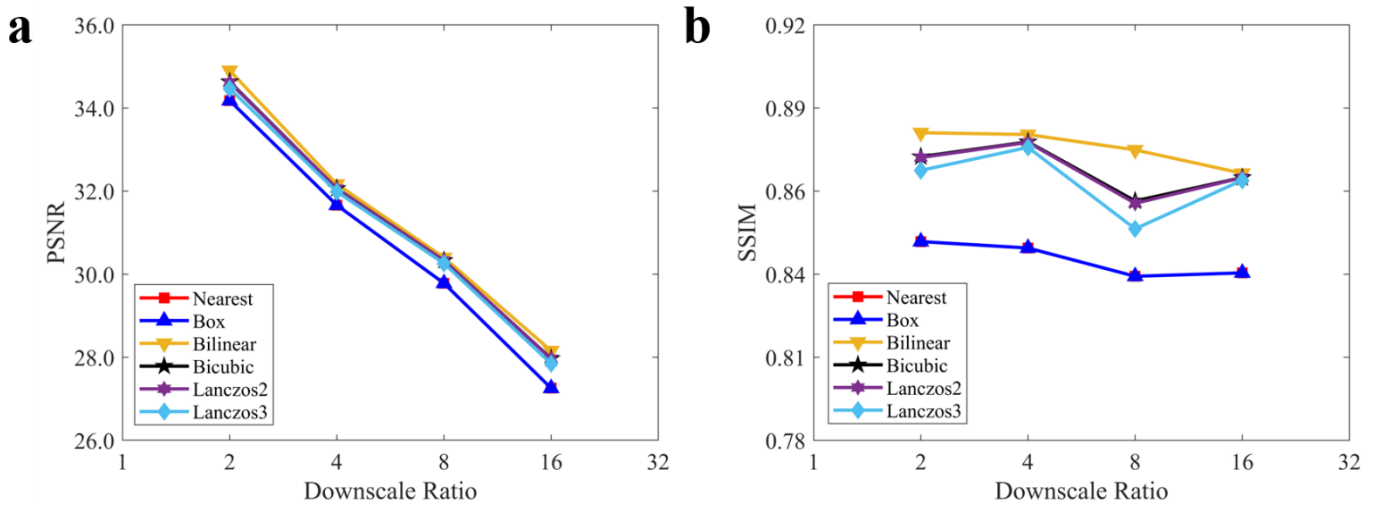 a
36.0
34.0
32.0
30.0
28.0
26.0
PSNR
Nearest
Box
Bilinear
Bicubic
Lanczos2
Lanczos3
1 2 4 8 16 32
Downscale Ratio
b
0.92
0.89
0.86
0.84
0.81
0.78
SSIM
Nearest
Box
Bilinear
Bicubic
Lanczos2
Lanczos3
1 2 4 8 16 32
Downscale Ratio